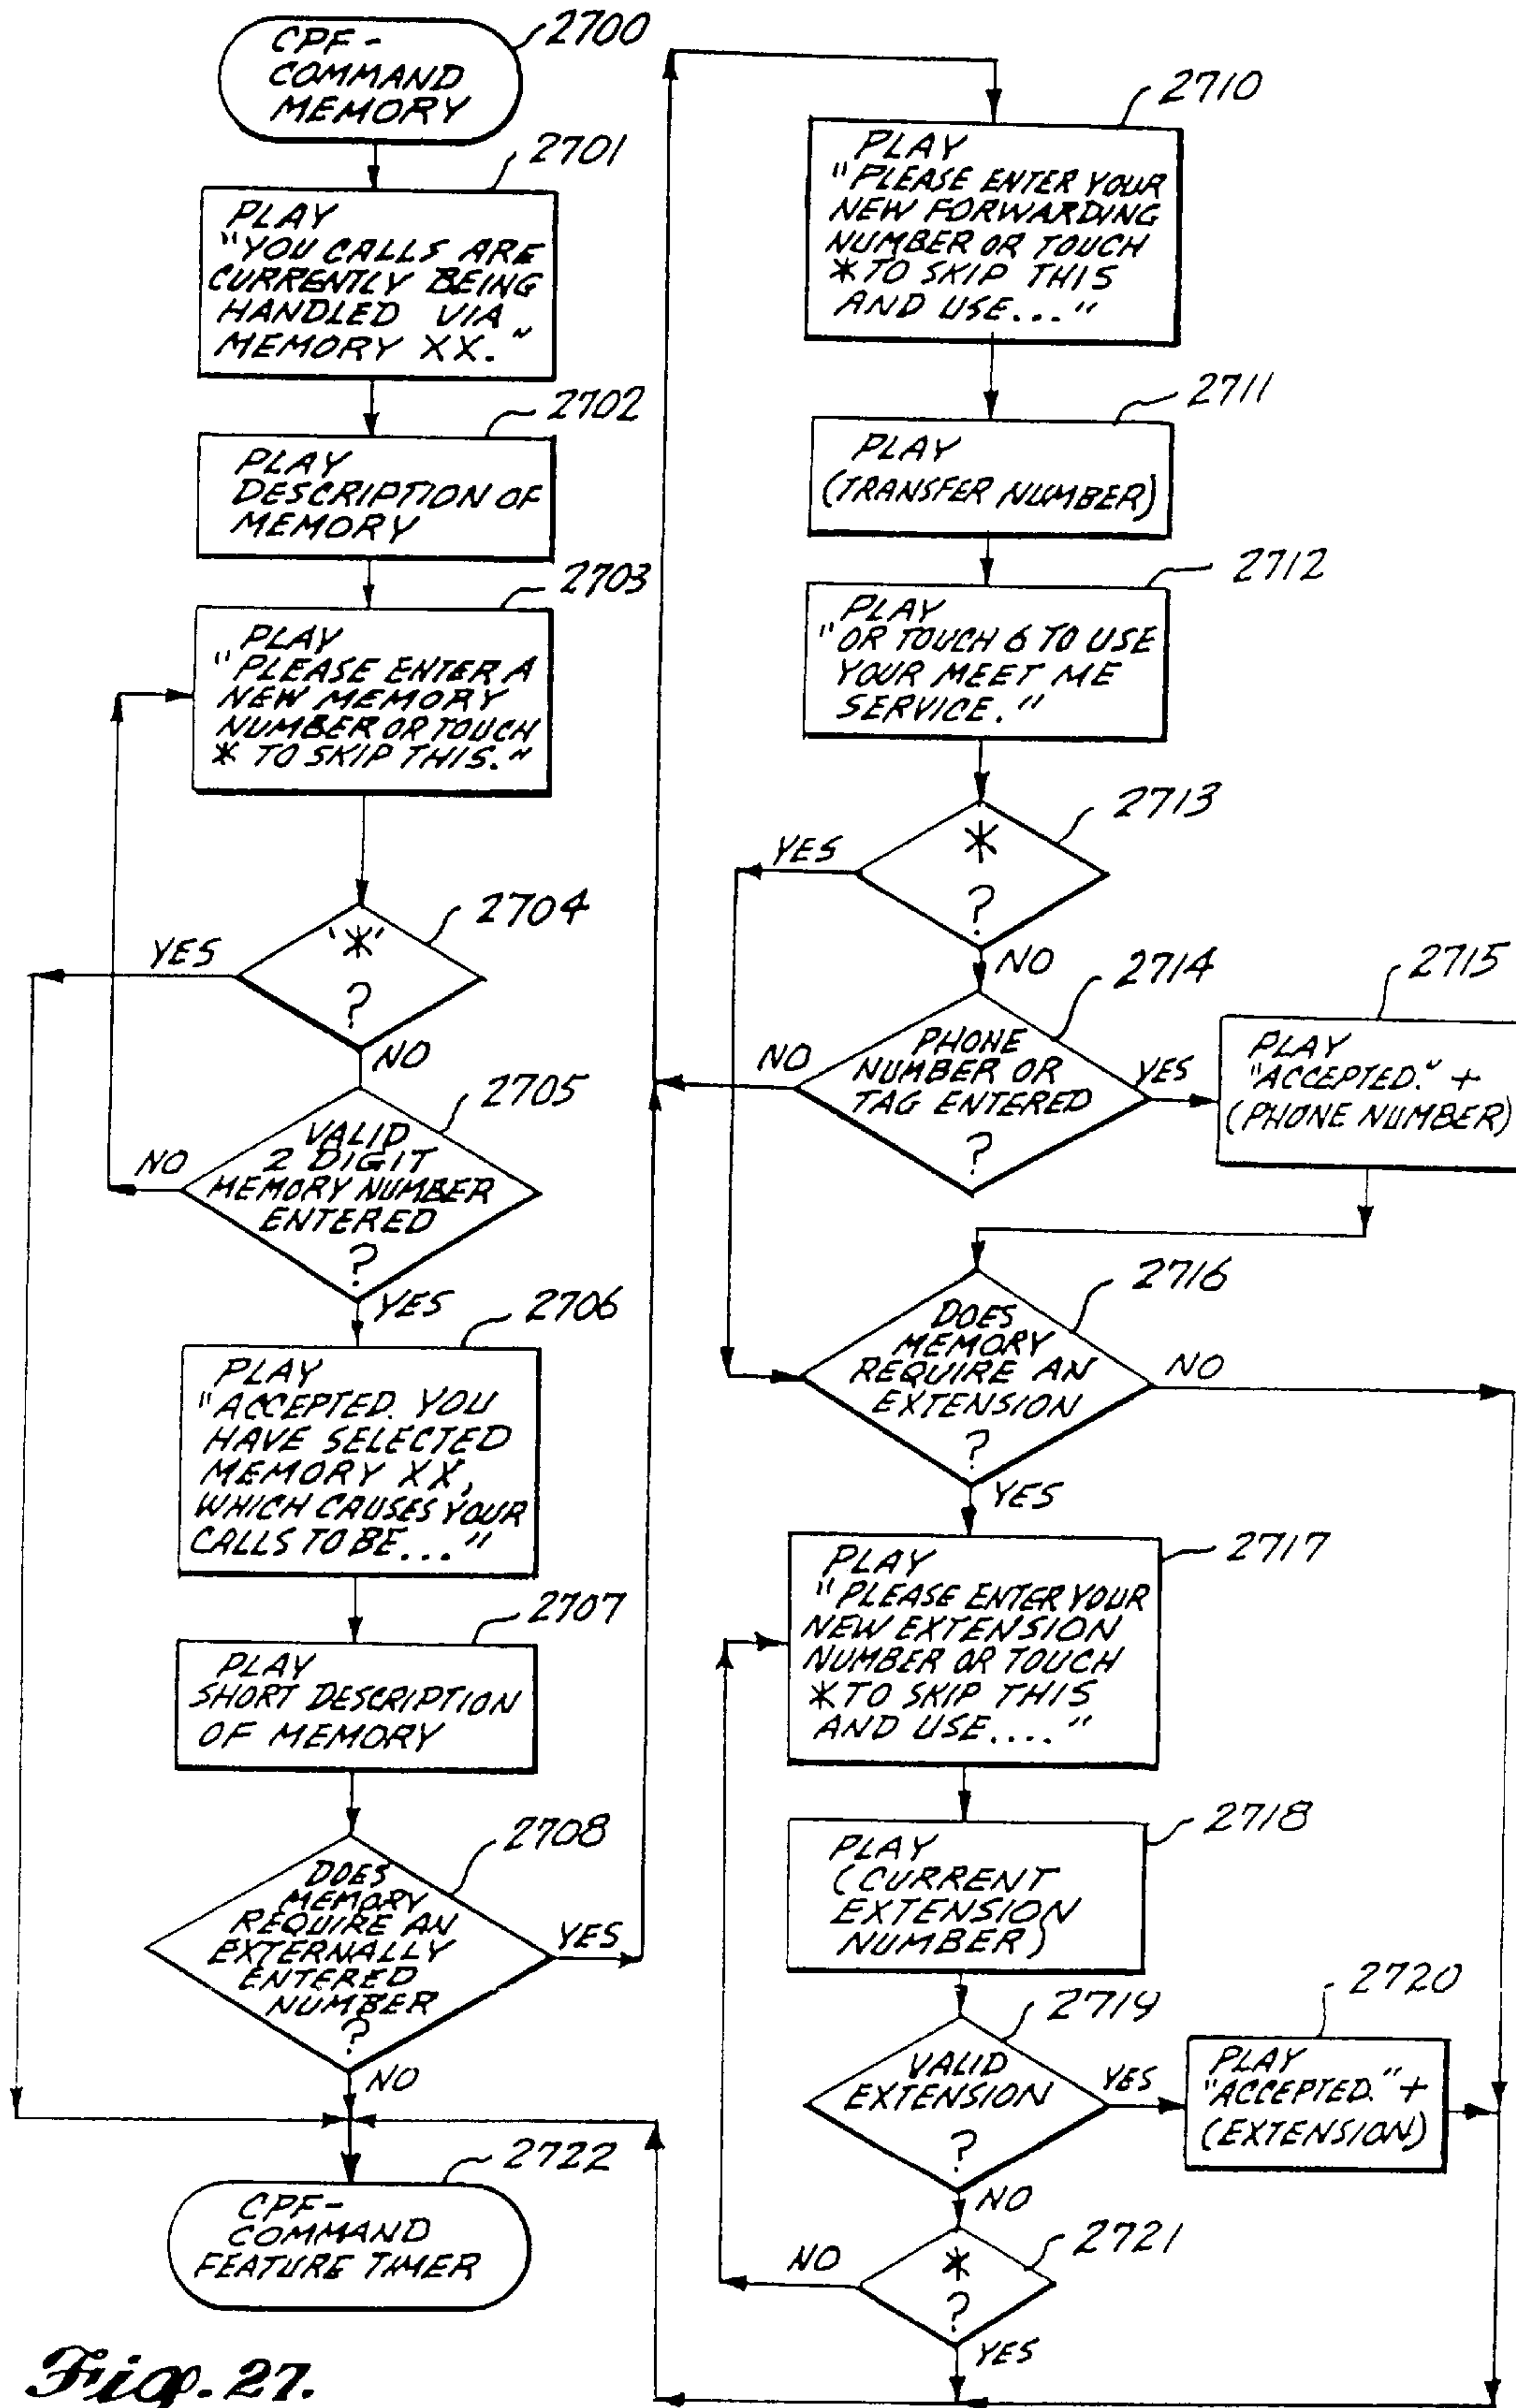 CPF-
COMMAND
MEMORY
2700
2701
PLAY
"YOU CALLS ARE
CURRENTLY BEING
HANDLED VIA
MEMORY XX."
2702
PLAY
DESCRIPTION OF
MEMORY
2703
PLAY
"PLEASE ENTER A
NEW MEMORY
NUMBER OR TOUCH
* TO SKIP THIS."
2704
'*'
?
YES
NO
2705
VALID
2 DIGIT
MEMORY NUMBER
ENTERED
?
NO
YES
2706
PLAY
"ACCEPTED. YOU
HAVE SELECTED
MEMORY XX,
WHICH CAUSES YOUR
CALLS TO BE..."
2707
PLAY
SHORT DESCRIPTION
OF MEMORY
2708
DOES
MEMORY
REQUIRE AN
EXTERNALLY
ENTERED
NUMBER
?
YES
NO
2722
CPF-
COMMAND
FEATURE TIMER
2710
PLAY
"PLEASE ENTER YOUR
NEW FORWARDING
NUMBER OR TOUCH
* TO SKIP THIS
AND USE..."
2711
PLAY
(TRANSFER NUMBER)
2712
PLAY
"OR TOUCH 6 TO USE
YOUR MEET ME
SERVICE."
2713
*
?
YES
NO
2714
PHONE
NUMBER OR
TAG ENTERED
?
NO
YES
2715
PLAY
"ACCEPTED." +
(PHONE NUMBER)
2716
DOES
MEMORY
REQUIRE AN
EXTENSION
?
NO
YES
2717
PLAY
"PLEASE ENTER YOUR
NEW EXTENSION
NUMBER OR TOUCH
* TO SKIP THIS
AND USE...."
2718
PLAY
(CURRENT
EXTENSION
NUMBER)
2719
VALID
EXTENSION
?
YES
NO
2720
PLAY
"ACCEPTED." +
(EXTENSION)
2721
*
?
NO
YES
Fig. 27.